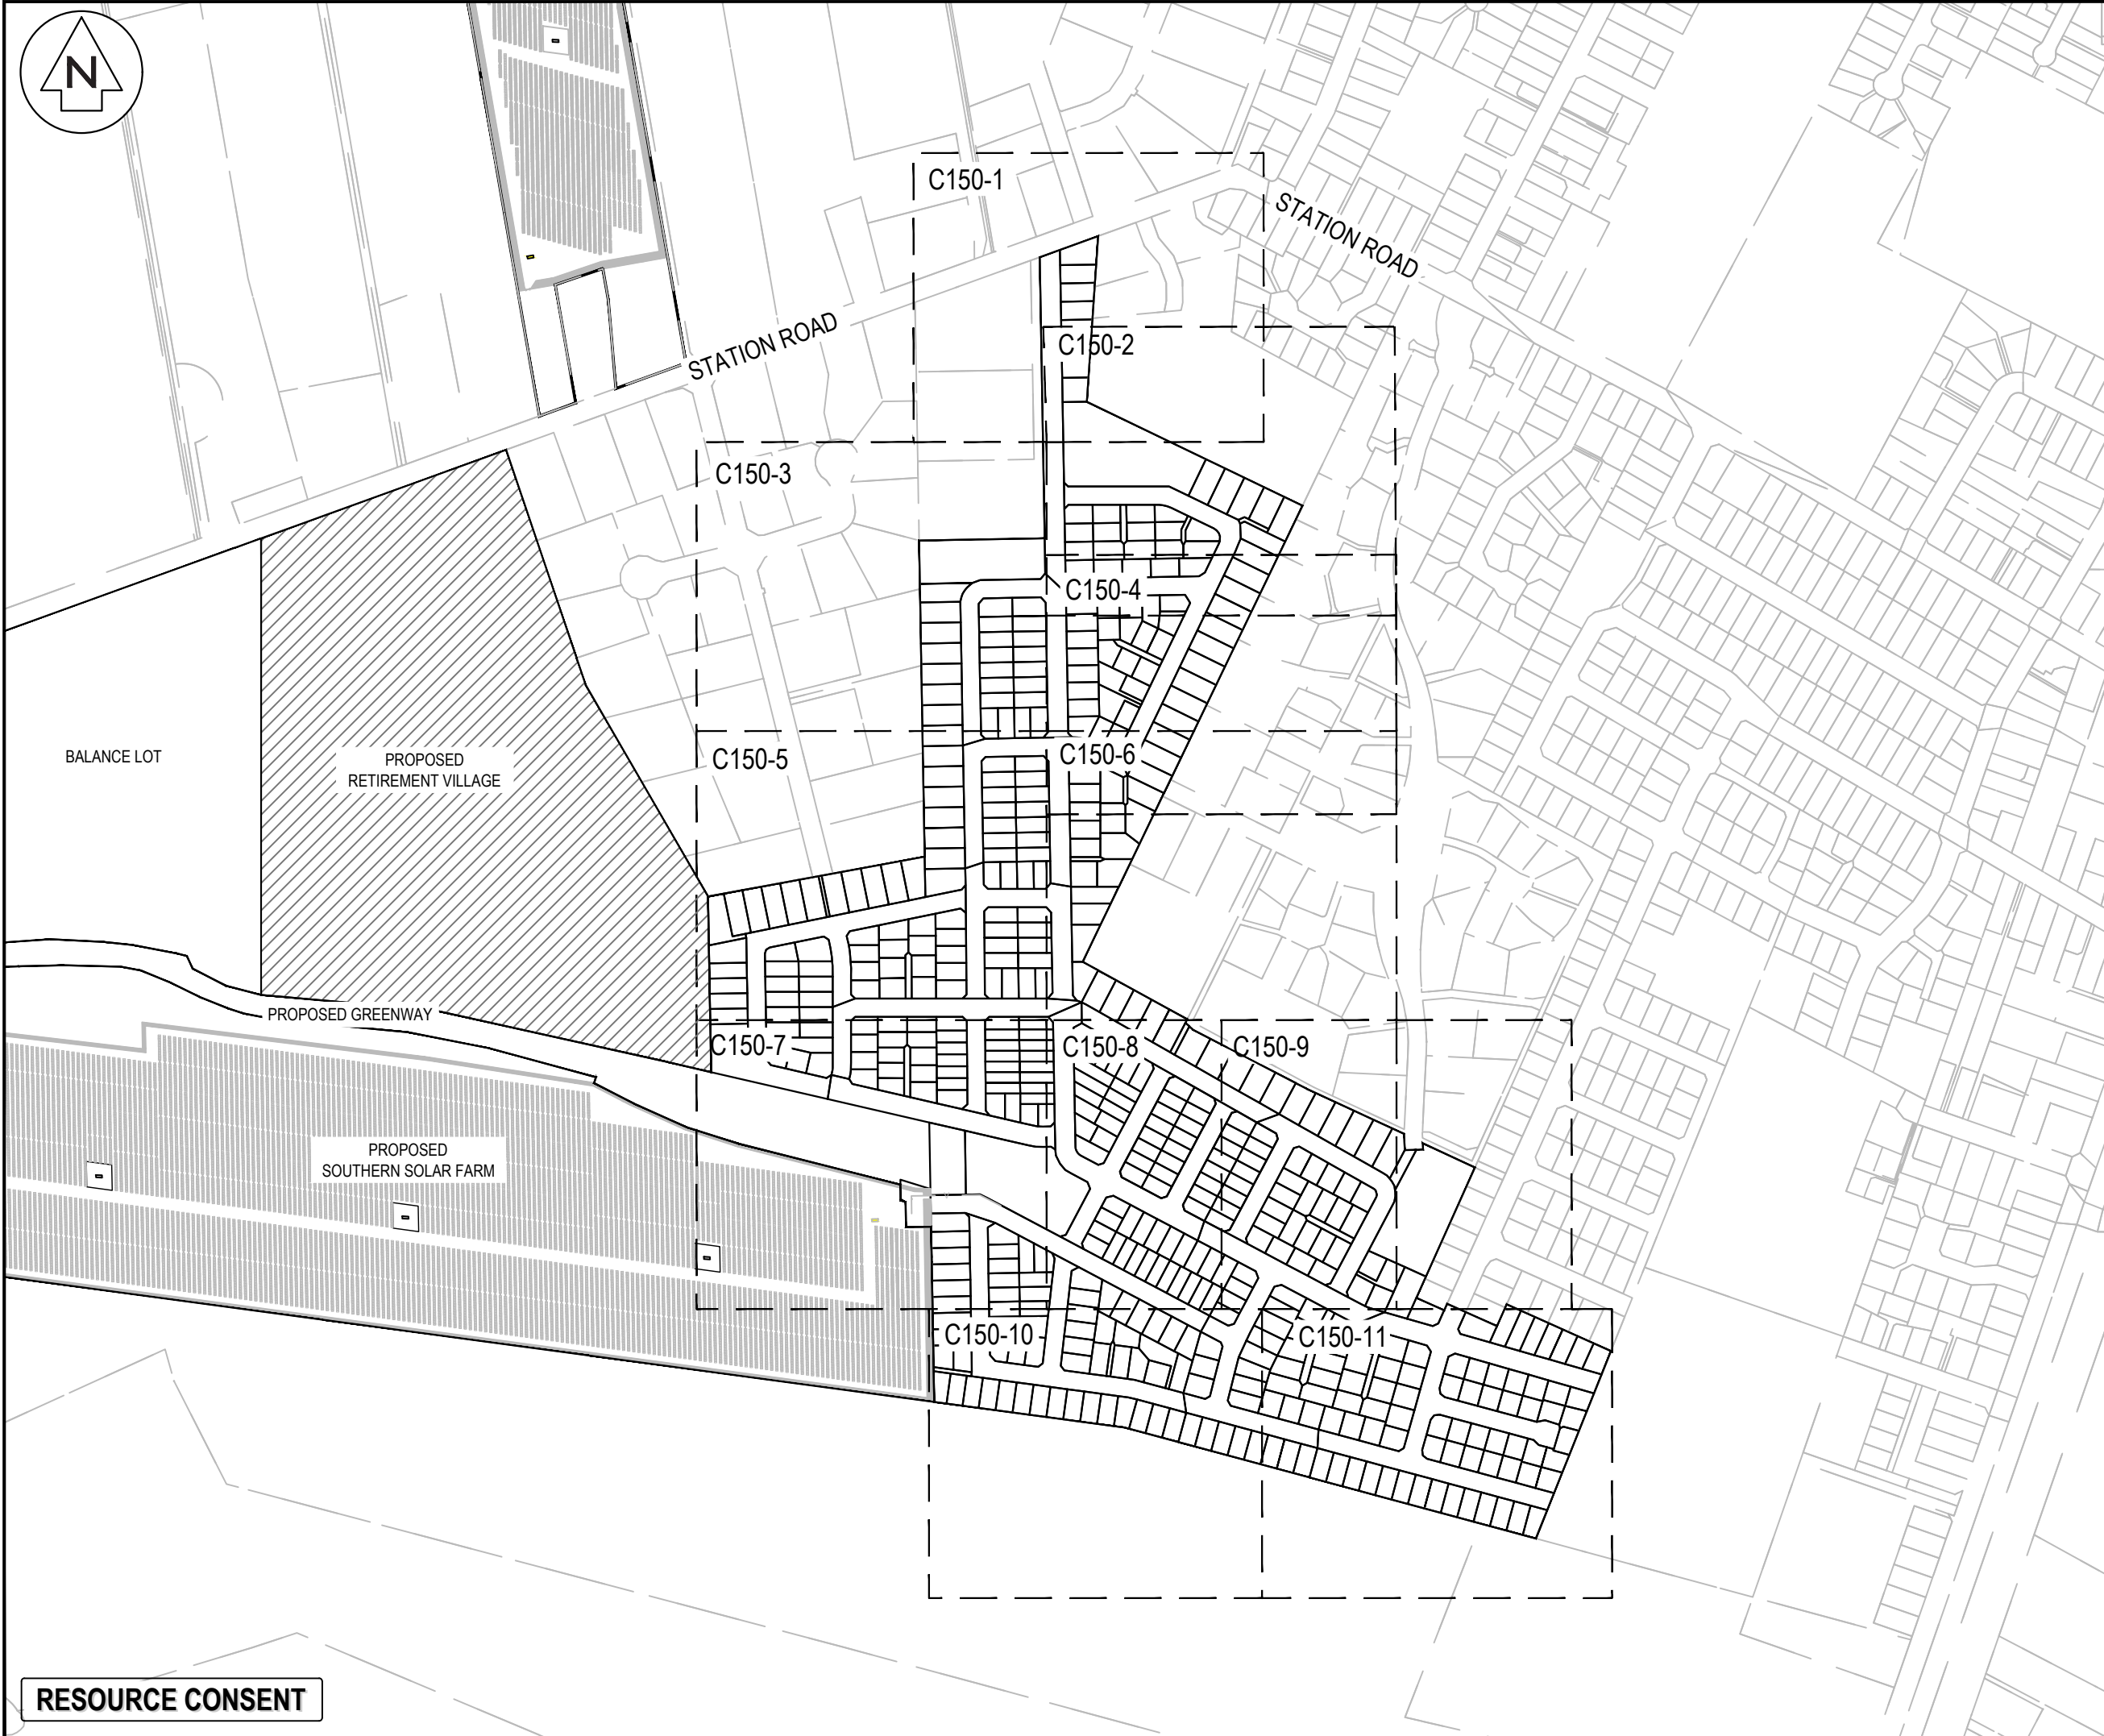 N
C150-1
STATION ROAD
C150-2
STATION ROAD
C150-3
C150-4
C150-6
C150-5
BALANCE LOT
PROPOSED
RETIREMENT VILLAGE
PROPOSED GREENWAY
C150-7
C150-8
C150-9
PROPOSED
SOUTHERN SOLAR FARM
C150-10
C150-11
RESOURCE CONSENT